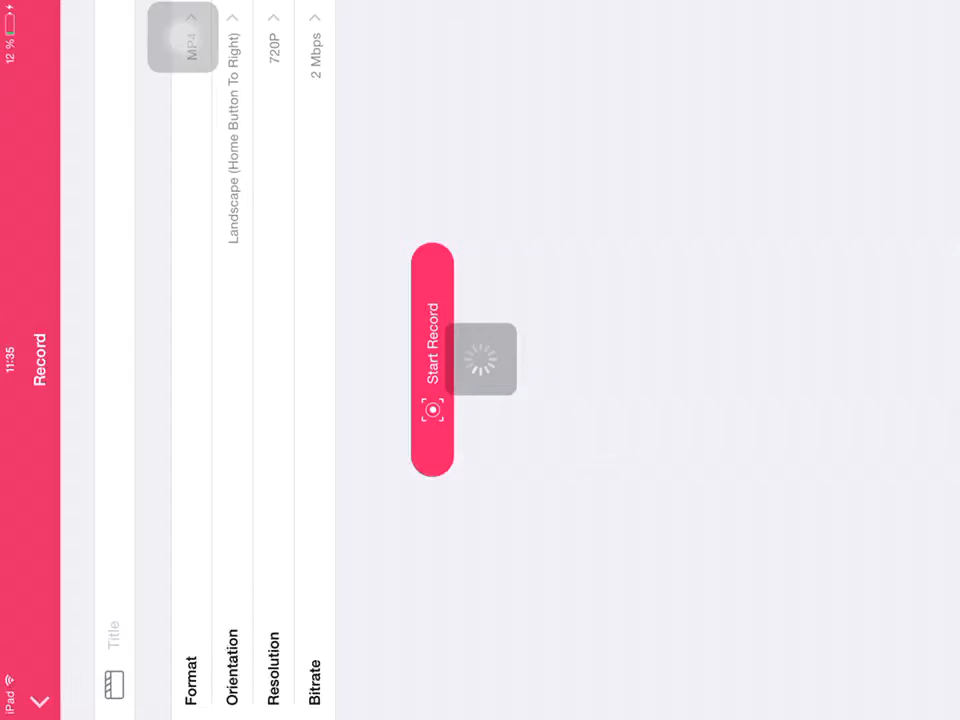 iPad 11:35 12 %
Record
Title
Format MP4
Orientation Landscape (Home Button To Right)
Resolution 720P
Bitrate 2 Mbps
Start Record